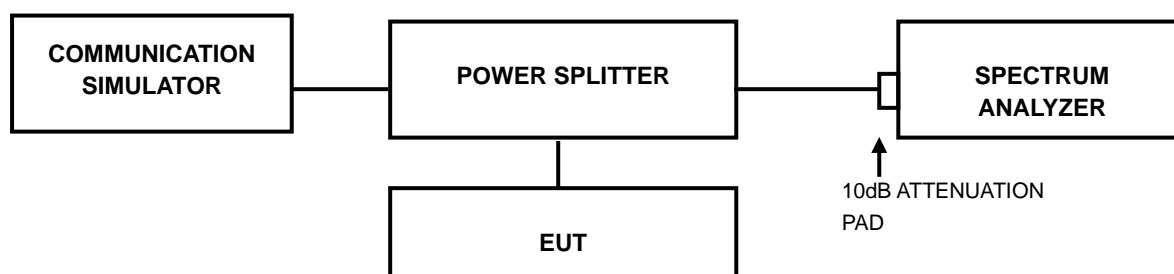 COMMUNICATION
SIMULATOR
POWER SPLITTER
SPECTRUM
ANALYZER
10dB ATTENUATION
PAD
EUT